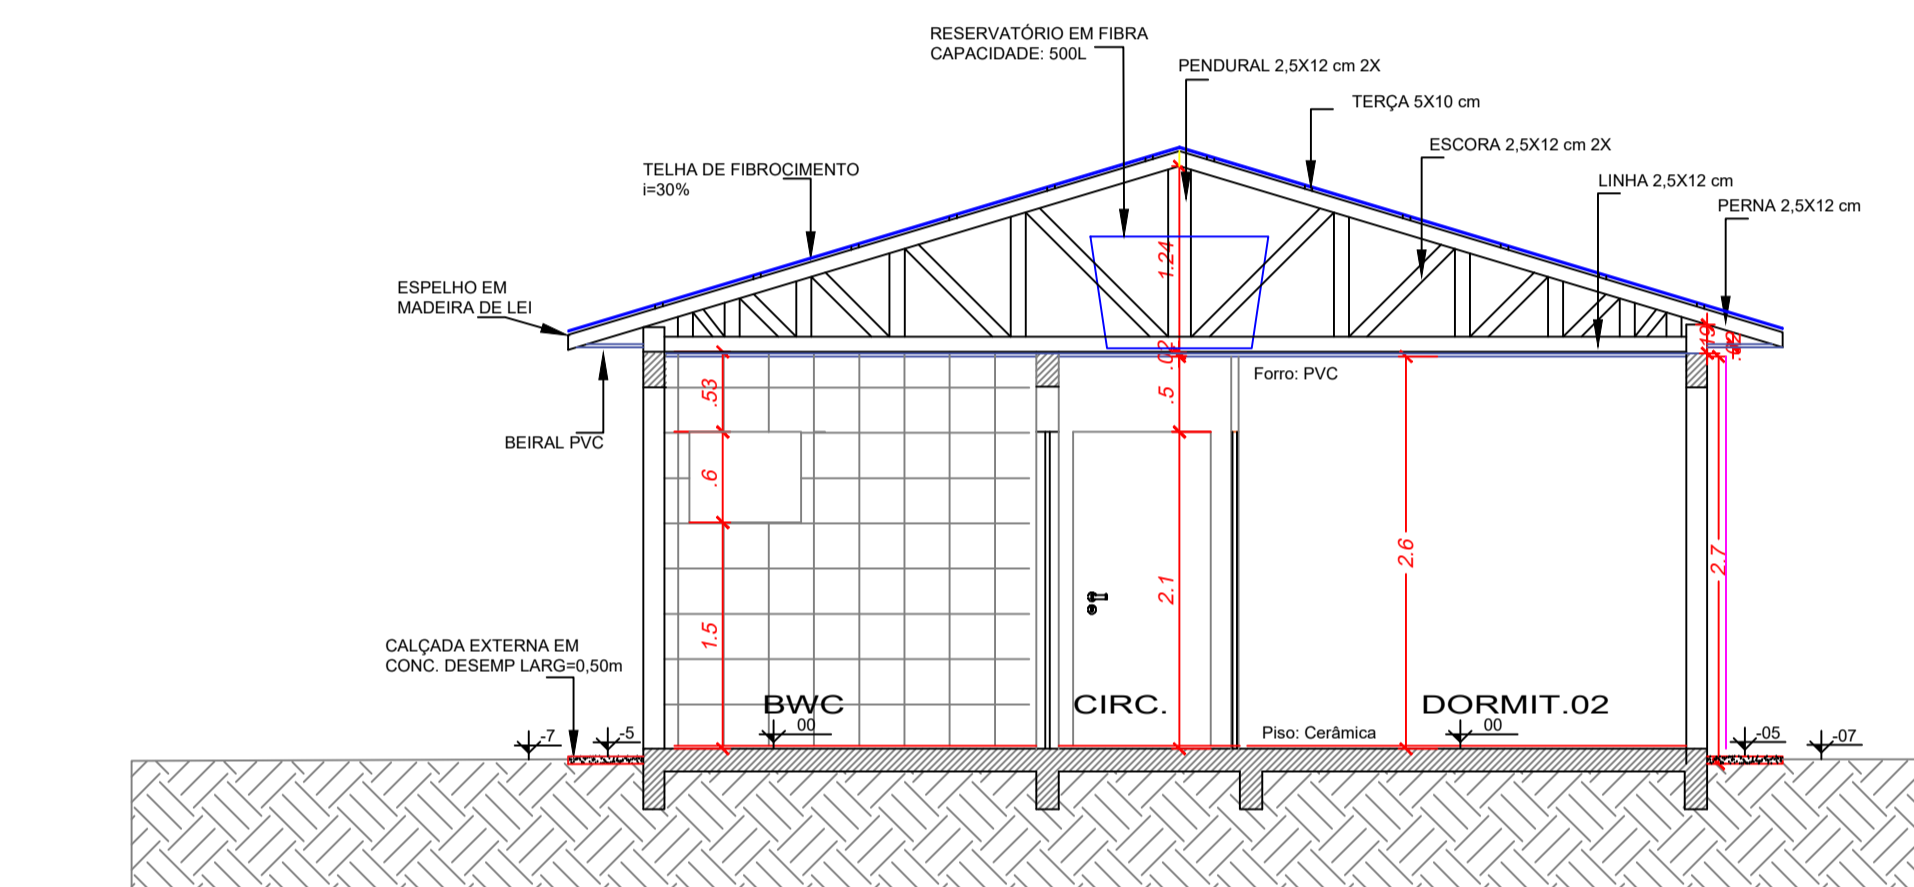 RESERVATÓRIO EM FIBRA
CAPACIDADE: 500L
PENDURAL 2,5X12 cm 2X
TERÇA 5X10 cm
ESCORA 2,5X12 cm 2X
TELHA DE FIBROCIMENTO
i=30%
LINHA 2,5X12 cm
PERNA 2,5X12 cm
ESPELHO EM
MADEIRA DE LEI
1.24
.19
.02
.02
.53
.5
Forro: PVC
BEIRAL PVC
.6
2.6
2.7
2.1
1.5
CALÇADA EXTERNA EM
CONC. DESEMP LARG=0,50m
BWC
CIRC.
DORMIT.02
00
00
Piso: Cerâmica
-7
-5
-05
-07